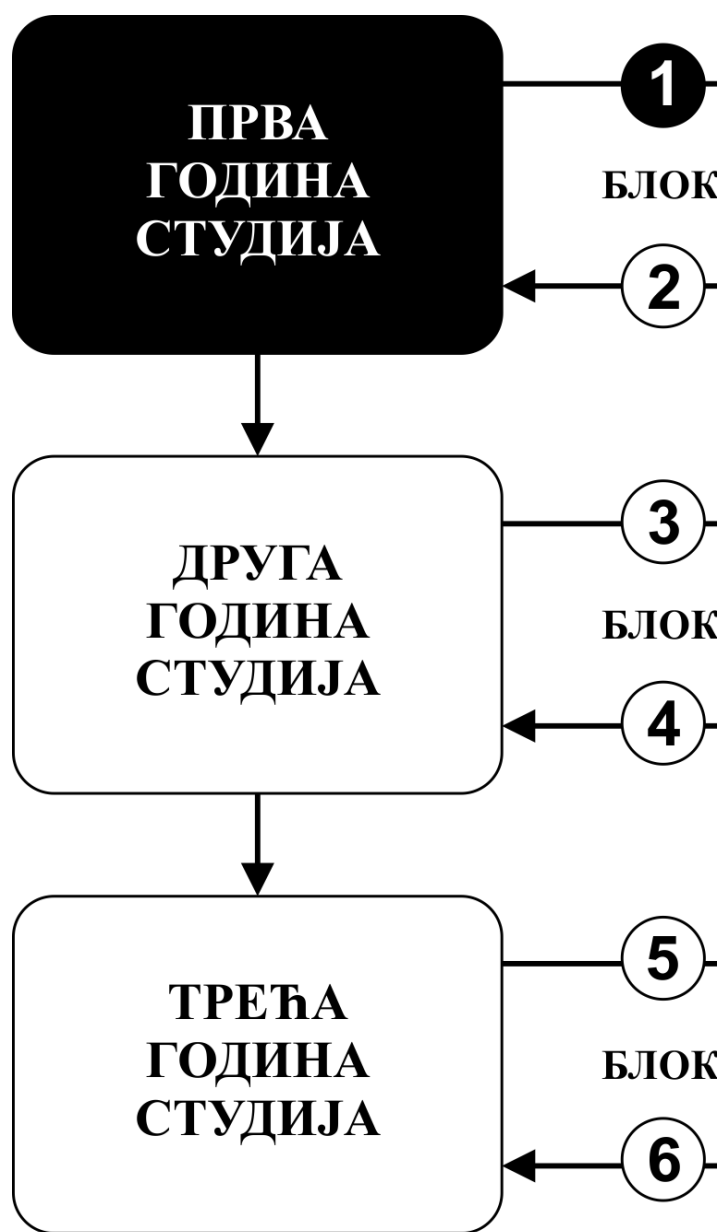 ПРВА
ГОДИНА
СТУДИЈА
1
БЛОК
2
ДРУГА
ГОДИНА
СТУДИЈА
3
БЛОК
4
ТРЕЋА
ГОДИНА
СТУДИЈА
5
БЛОК
6